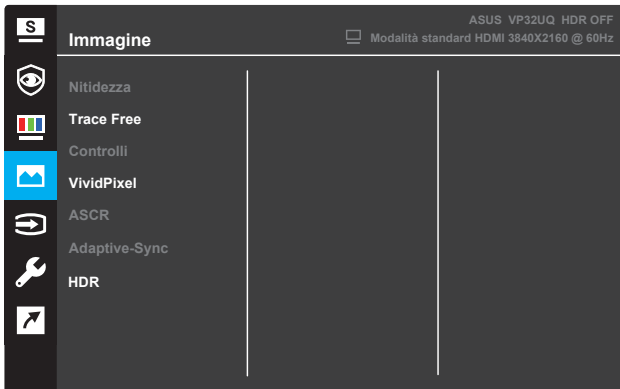 S
ASUS VP32UQ HDR OFF
Immagine
Modalità standard HDMI 3840X2160 @ 60Hz
Nitidezza
Trace Free
Controlli
VividPixel
ASCR
Adaptive-Sync
HDR